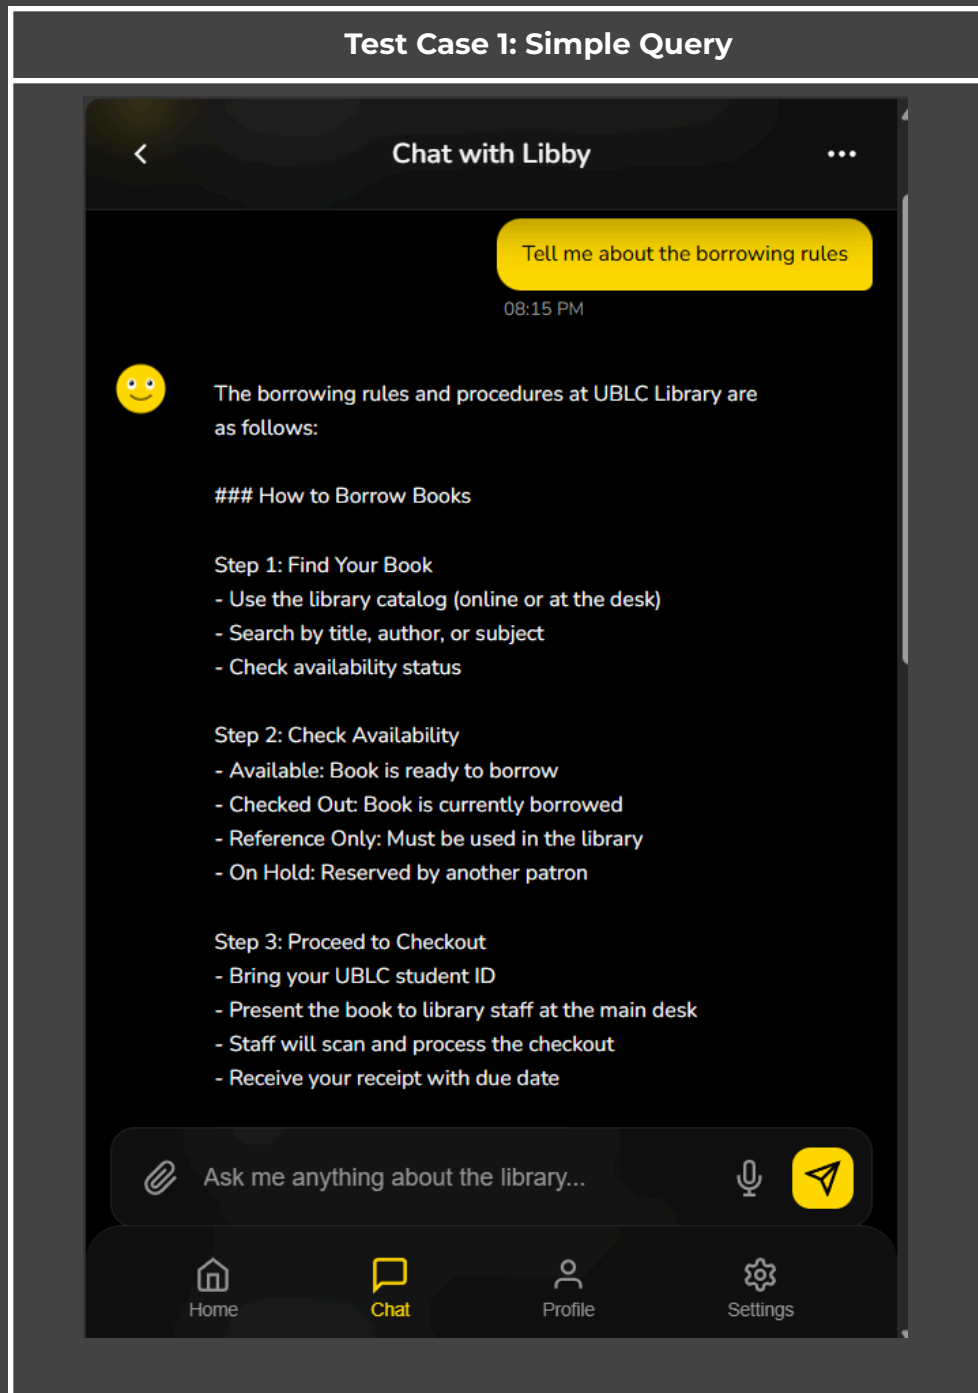 Test Case 1: Simple Query
Chat with Libby
Tell me about the borrowing rules
08:15 PM
The borrowing rules and procedures at UBLC Library are
as follows:
### How to Borrow Books
Step 1: Find Your Book
- Use the library catalog (online or at the desk)
- Search by title, author, or subject
- Check availability status
Step 2: Check Availability
- Available: Book is ready to borrow
- Checked Out: Book is currently borrowed
- Reference Only: Must be used in the library
- On Hold: Reserved by another patron
Step 3: Proceed to Checkout
- Bring your UBLC student ID
- Present the book to library staff at the main desk
- Staff will scan and process the checkout
- Receive your receipt with due date
Ask me anything about the library...
Home
Chat
Profile
Settings